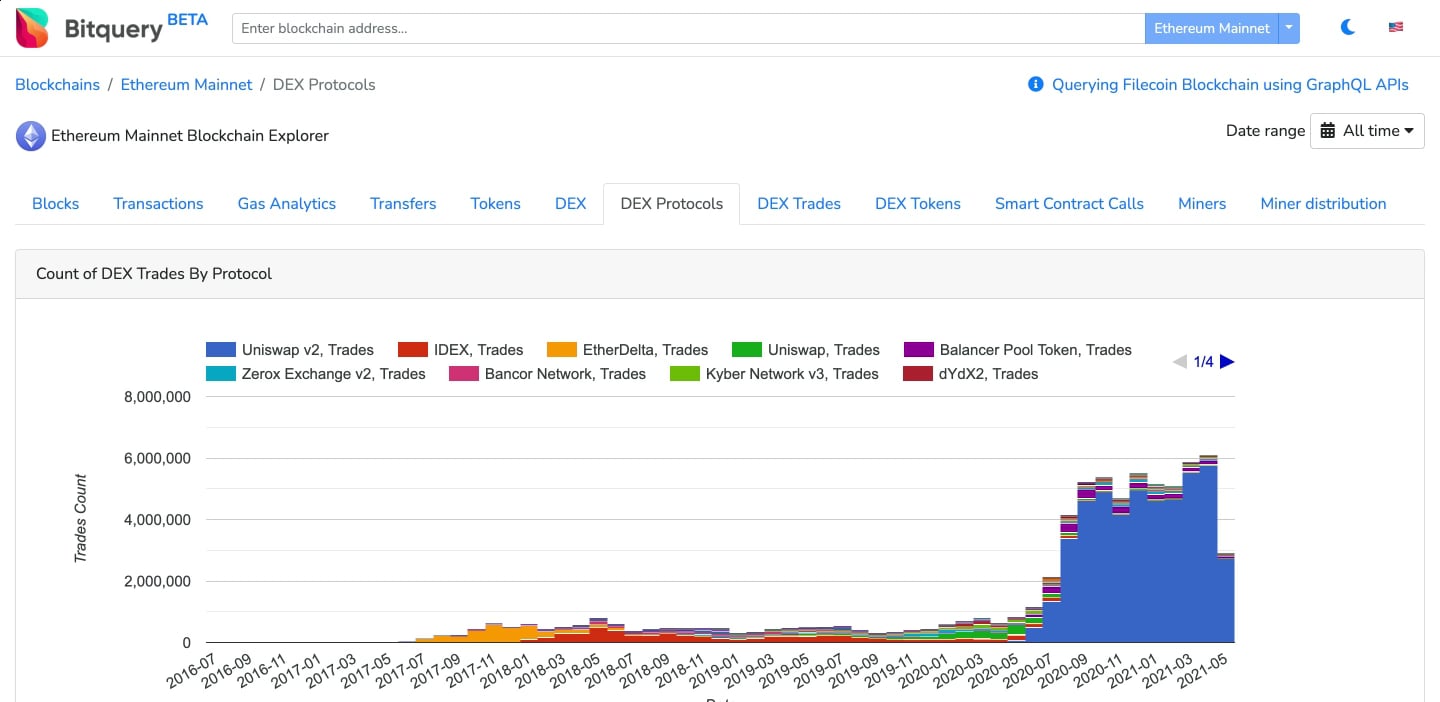 Bitquery BETA
Enter blockchain address...
Ethereum Mainnet
Blockchains / Ethereum Mainnet / DEX Protocols
Querying Filecoin Blockchain using GraphQL APIs
Ethereum Mainnet Blockchain Explorer
Date range All time
Blocks Transactions Gas Analytics Transfers Tokens DEX DEX Protocols DEX Trades DEX Tokens Smart Contract Calls Miners Miner distribution
Count of DEX Trades By Protocol
Uniswap v2, Trades IDEX, Trades EtherDelta, Trades Uniswap, Trades Balancer Pool Token, Trades
1/4
Zerox Exchange v2, Trades Bancor Network, Trades Kyber Network v3, Trades dYdX2, Trades
8,000,000
6,000,000
4,000,000
2,000,000
0
Trades Count
2016-07 2016-09 2016-11 2017-01 2017-03 2017-05 2017-07 2017-09 2017-11 2018-01 2018-03 2018-05 2018-07 2018-09 2018-11 2019-01 2019-03 2019-05 2019-07 2019-09 2019-11 2020-01 2020-03 2020-05 2020-07 2020-09 2020-11 2021-01 2021-03 2021-05